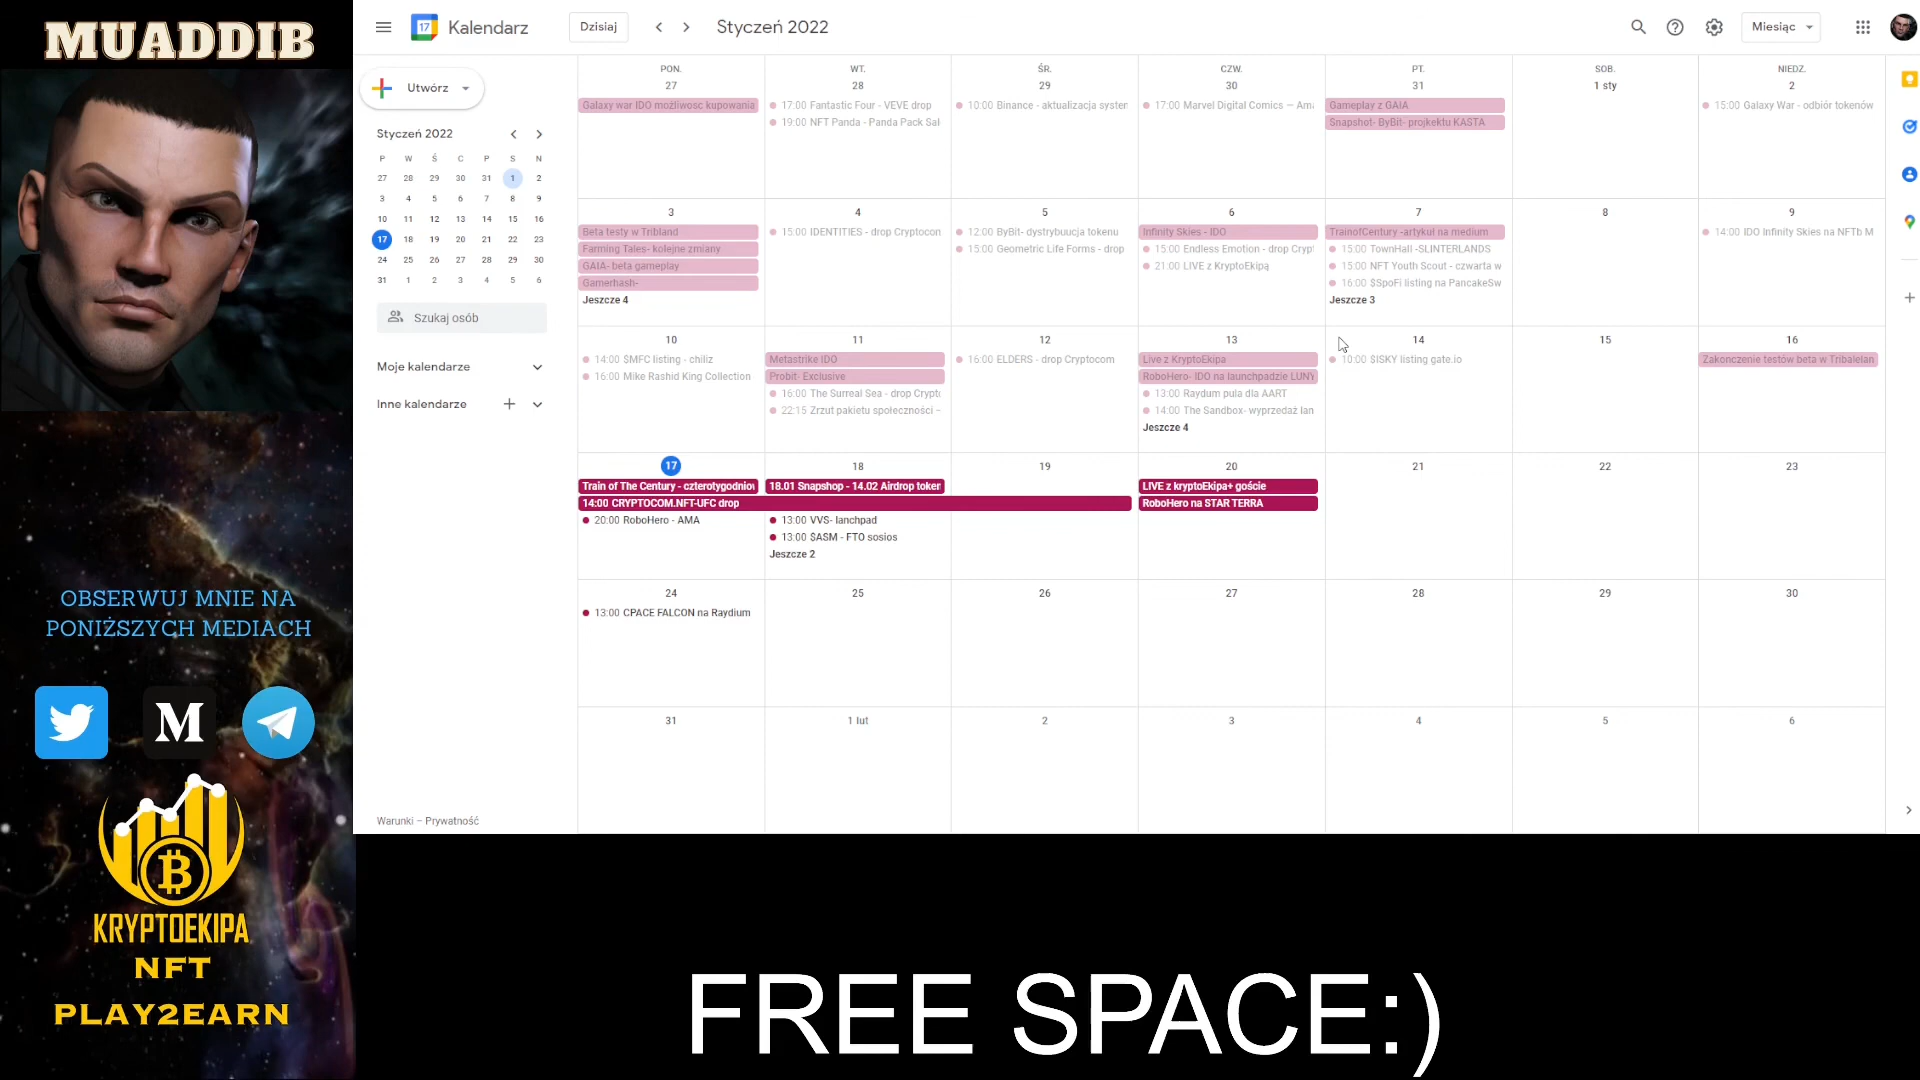 MUADDIB
OBSERWUJ MNIE NA
PONIŻSZYCH MEDIACH
M
KRYPTOEKIPA
NFT
PLAY2EARN
17
Kalendarz
Dzisiaj
Styczeń 2022
Miesiąc
Utwórz
Styczeń 2022
P W Ś C P S N
27 28 29 30 31 1 2
3 4 5 6 7 8 9
10 11 12 13 14 15 16
17 18 19 20 21 22 23
24 25 26 27 28 29 30
31 1 2 3 4 5 6
Szukaj osób
Moje kalendarze
Inne kalendarze
Warunki – Prywatność
PON. WT. ŚR. CZW. PT. SOB. NIEDZ.
27 28 29 30 31 1 sty 2
Galaxy war IDO możliwosc kupowania
17:00 Fantastic Four - VEVE drop
19:00 NFT Panda - Panda Pack Sal
10:00 Binance - aktualizacja system
17:00 Marvel Digital Comics — Ama
Gameplay z GAIA
Snapshot- ByBit- projkektu KASTA
15:00 Galaxy War - odbiór tokenów
3 4 5 6 7 8 9
Beta testy w Tribland
Farming Tales- kolejne zmiany
GAIA- beta gameplay
Gamerhash-
Jeszcze 4
15:00 IDENTITIES - drop Cryptocon
12:00 ByBit- dystrybuucja tokenu
15:00 Geometric Life Forms - drop
Infinity Skies - IDO
15:00 Endless Emotion - drop Cryp
21:00 LIVE z KryptoEkipą
TrainofCentury -artykuł na medium
15:00 TownHall -SLINTERLANDS
15:00 NFT Youth Scout - czwarta w
16:00 $SpoFi listing na PancakeSw
Jeszcze 3
14:00 IDO Infinity Skies na NFTb M
10 11 12 13 14 15 16
14:00 $MFC listing - chiliz
16:00 Mike Rashid King Collection
Metastrike IDO
Probit- Exclusive
16:00 The Surreal Sea - drop Crypto
22:15 Zrzut pakietu społeczności –
16:00 ELDERS - drop Cryptocom
Live z KryptoEkipa
RoboHero- IDO na launchpadzie LUNY
13:00 Raydum pula dla AART
14:00 The Sandbox- wyprzedaż lan
Jeszcze 4
10:00 $ISKY listing gate.io
Zakonczenie testów beta w Tribalelan
17 18 19 20 21 22 23
Train of The Century - czterotygodniow
14:00 CRYPTOCOM.NFT-UFC drop
20:00 RoboHero - AMA
18.01 Snapshop - 14.02 Airdrop token
13:00 VVS- lanchpad
13:00 $ASM - FTO sosios
Jeszcze 2
LIVE z kryptoEkipa+ goście
RoboHero na STAR TERRA
24 25 26 27 28 29 30
13:00 CPACE FALCON na Raydium
31 1 lut 2 3 4 5 6
FREE SPACE:)